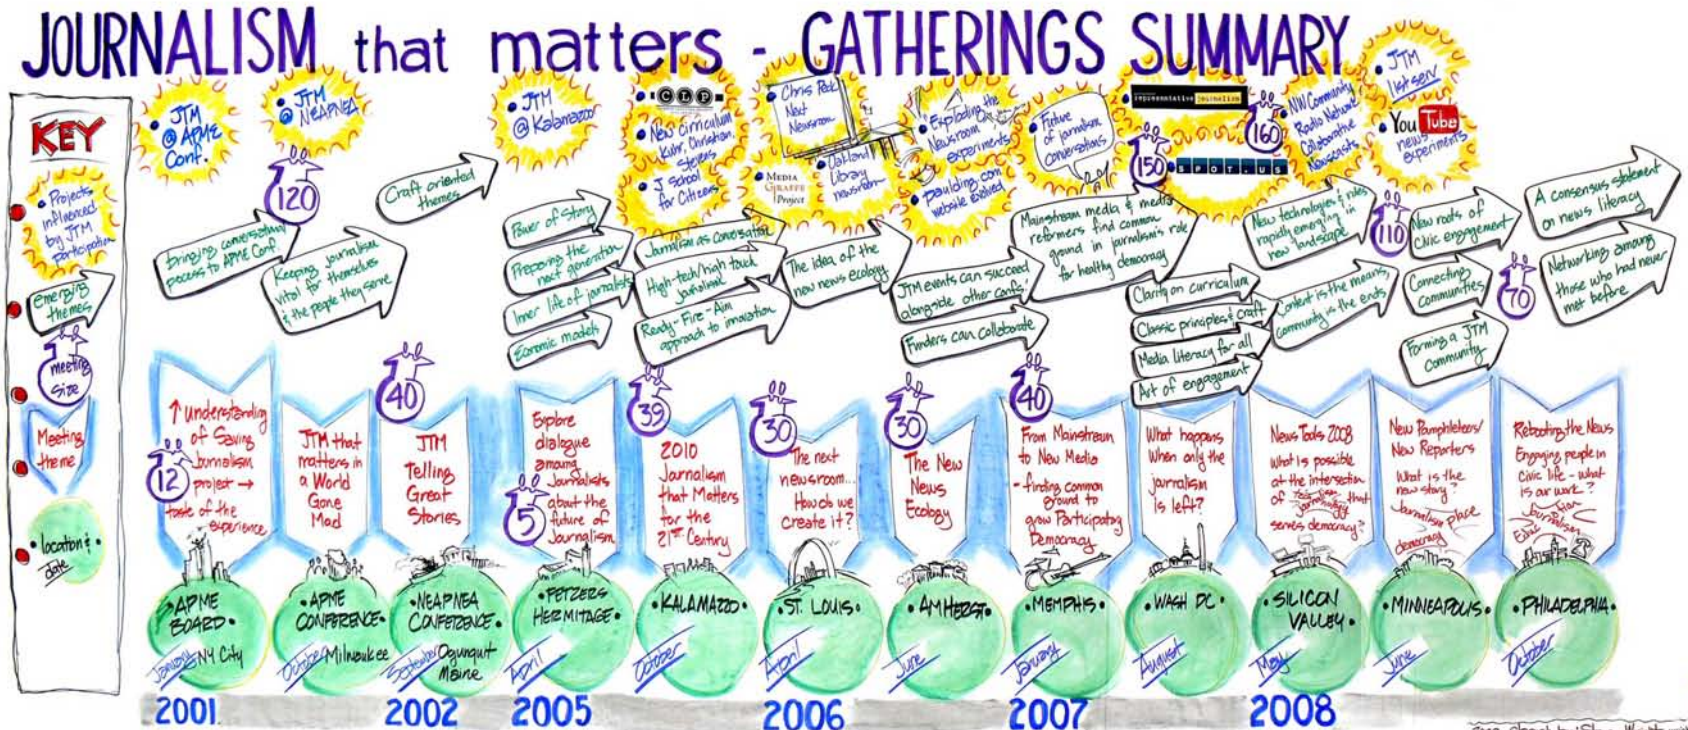 JOURNALISM that matters - GATHERINGS SUMMARY
KEY
• Projects
influenced
by JTM
participation
emerging
themes
meeting
size
Meeting
theme
• location &
date
• JTM
@ APME
Conf.
• JTM
@ NEAPNEA
• JTM
@ Kalamazoo
CLP
• New cirriculum
Kuhr, Christian,
Stevens
• J School
for Citizens
• Chris Peck
Next
Newsroom
• MEDIA
GIRAFFE
Project
• Oakland
Library
newsroom
• Exploding the
Newsroom
experiments
• paulding.com
website evolved
• Future
of journalism
Conversations
representative journalism
SPOT.US
• NW Community
Radio Network
Collaborative
Newscasts
• JTM
listserv
• YouTube
news
experiments
bringing conversation
process to APME Conf.
120
Keeping journalism
vital for themselves
& the people they serve
Craft oriented
themes
Power of Story
Preparing the
next generation
Inner life of journalists
Economic models
Journalism as Conversation
High-tech/high touch
journalism
Ready-Fire-Aim
approach to innovation
The idea of the
new news ecology
JTM events can succeed
alongside other confs.
Funders can collaborate
Mainstream media & media
reformers find common
ground in journalism's role
for healthy democracy
150
Clarity on curriculum
Classic principles & craft
Media literacy for all
Art of engagement
160
New technologies & roles
rapidly emerging in
new landscape
Content is the means,
community is the ends
110
New roots of
Civic engagement
Connecting
communities
Forming a JTM
community
70
A consensus statement
on news literacy
Networking among
those who had never
met before
12
↑ Understanding
of Saving
Journalism
project →
taste of the
experience
JTM that
matters in
a World
Gone
Mad
40
JTM
Telling
Great
Stories
5
Explore
dialogue
among
Journalists
about the
future of
Journalism
39
2010
Journalism
that Matters
for the
21st Century
30
The next
newsroom...
How do we
create it?
30
The New
News
Ecology
40
From Mainstream
to New Media
- finding common
ground to
grow Participatory
Democracy
What happens
When only the
journalism
is left?
News Tools 2008
What is possible
at the intersection
of
technology that
serves democracy?
New Pamphleteers/
New Reporters
What is the
new story?
Journalism place
democracy
Rebooting the News
Engaging people in
Civic life - what
is our work?
Journalism
• APME
BOARD •
January NY City
• APME
CONFERENCE •
October Milwaukee
• NEAPNEA
CONFERENCE •
September Ogunquit
Maine
• FETZERS
HERMITAGE •
April
• KALAMAZOO •
October
• ST. LOUIS •
April
• AMHERST •
June
• MEMPHIS •
January
• WASH DC •
August
• SILICON
VALLEY •
May
• MINNEAPOLIS •
June
• PHILADELPHIA •
October
2001
2002
2005
2006
2007
2008